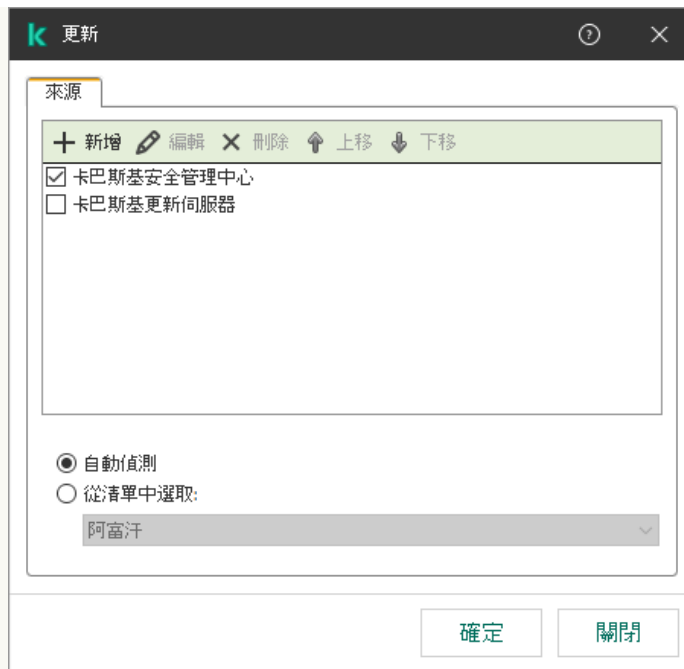 更新
來源
新增 編輯 刪除 上移 下移
卡巴斯基安全管理中心
卡巴斯基更新伺服器
自動偵測
從清單中選取:
阿富汗
確定 關閉